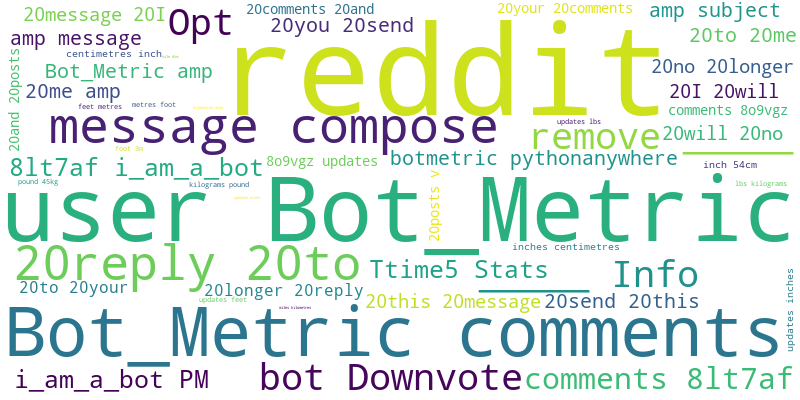 20message 20I
Opt
20comments 20and
20your 20comments
amp subject
20you 20send
amp message
reddit
20to 20me
centimetres inch
20and 20posts
Bot_Metric amp
20no 20longer
20me amp
20I 20will
feet metres
metres foot
comments 8o9vgz
message compose
updates lbs
remove
20will 20no
8lt7af i_am_a_bot
8o9vgz updates
botmetric pythonanywhere
inch 54cm
pound 45kg
kilograms pound
lbs kilograms
user Bot_Metric
20posts v
inches centimetres
20reply 20to
Ttime5 Stats
Info
20to 20your
20longer 20reply
updates feet
20this 20message
20send 20this
updates inches
miles kilometres
Bot_Metric comments
i_am_a_bot PM
bot Downvote
comments 8lt7af